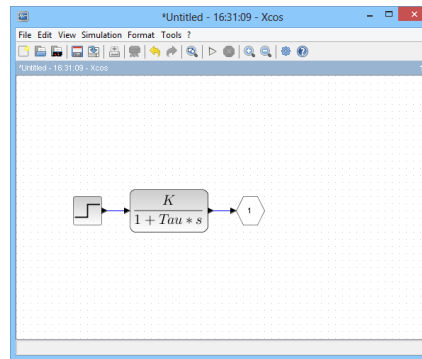 *Untitled - 16:31:09 - Xcos
File Edit View Simulation Format Tools ?
*Untitled - 16:31:09 - Xcos
K
1 + Tau * s
1